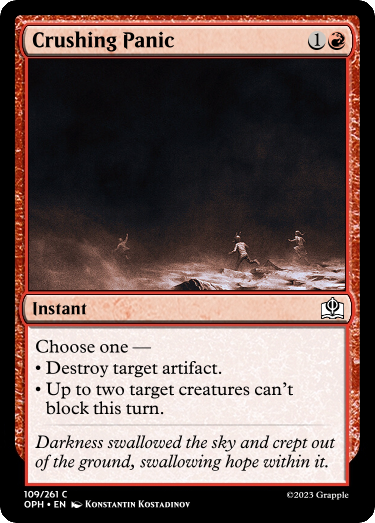 Crushing Panic 1
Instant
Choose one —
• Destroy target artifact.
• Up to two target creatures can't
block this turn.
Darkness swallowed the sky and crept out
of the ground, swallowing hope within it.
109/261 C
OPH • EN Konstantin Kostadinov
©2023 Grapple